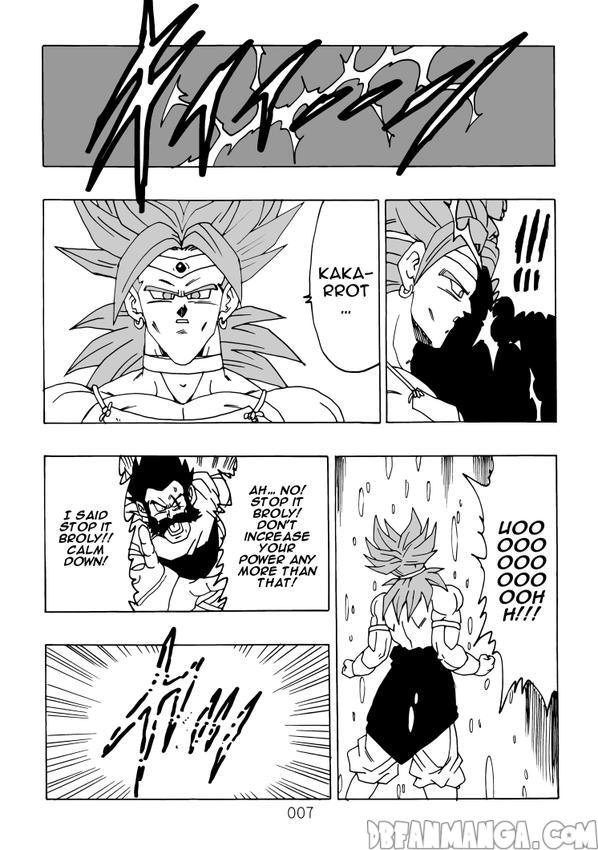 KAKA-
RROT
...
UOO
OOO
OOO
OOO
OOH
H!!!
AH... NO!
STOP IT
BROLY!
DON'T
INCREASE
YOUR
POWER ANY
MORE THAN
THAT!
I SAID
STOP IT
BROLY!!
CALM
DOWN!
007
DBFANMANGA.COM